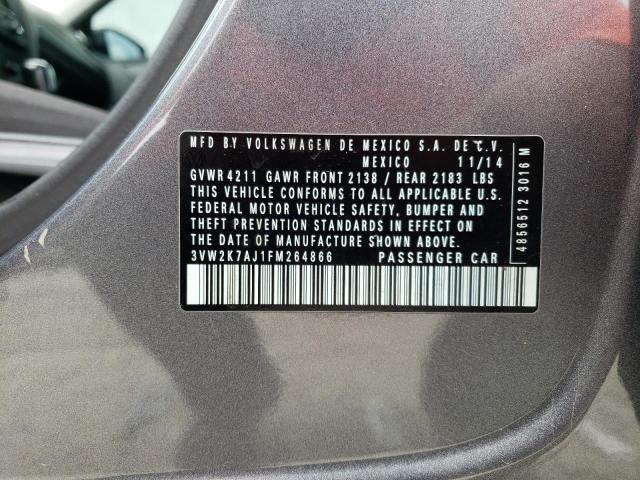 MFD BY VOLKSWAGEN DE MEXICO S.A. DE C.V.
MEXICO 11/14
GVWR 4211 GAWR FRONT 2138 / REAR 2183 LBS
THIS VEHICLE CONFORMS TO ALL APPLICABLE U.S.
FEDERAL MOTOR VEHICLE SAFETY, BUMPER AND
THEFT PREVENTION STANDARDS IN EFFECT ON
THE DATE OF MANUFACTURE SHOWN ABOVE.
3VW2K7AJ1FM264866 PASSENGER CAR
4856512 3016 M